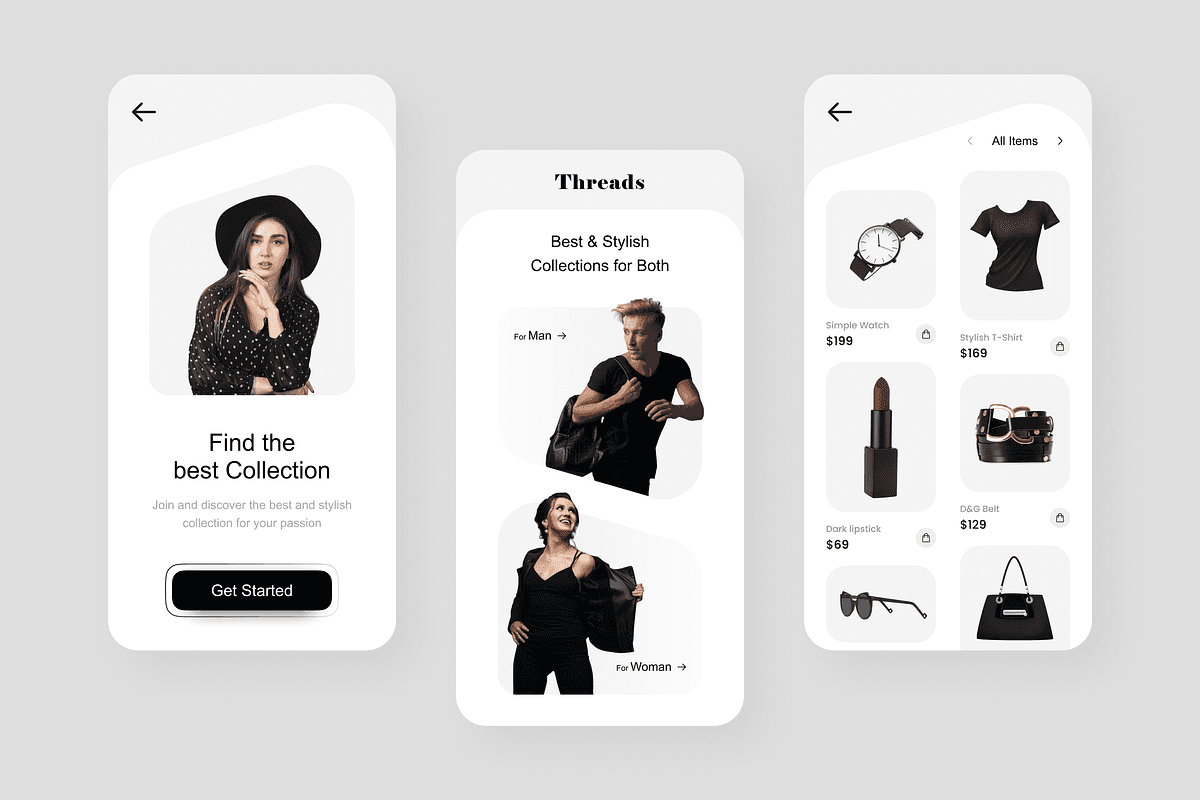 Find the
best Collection
Join and discover the best and stylish
collection for your passion
Get Started
Threads
Best & Stylish
Collections for Both
For Man →
For Woman →
< All Items >
Simple Watch
$199
Stylish T-Shirt
$169
Dark lipstick
$69
D&G Belt
$129